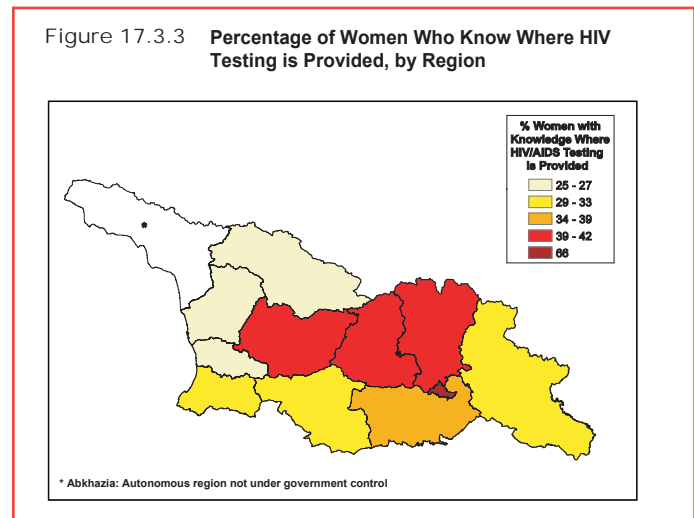 Figure 17.3.3 Percentage of Women Who Know Where HIV
Testing is Provided, by Region
% Women with
Knowledge Where
HIV/AIDS Testing
is Provided
25 - 27
29 - 33
34 - 39
39 - 42
66
*
* Abkhazia: Autonomous region not under government control